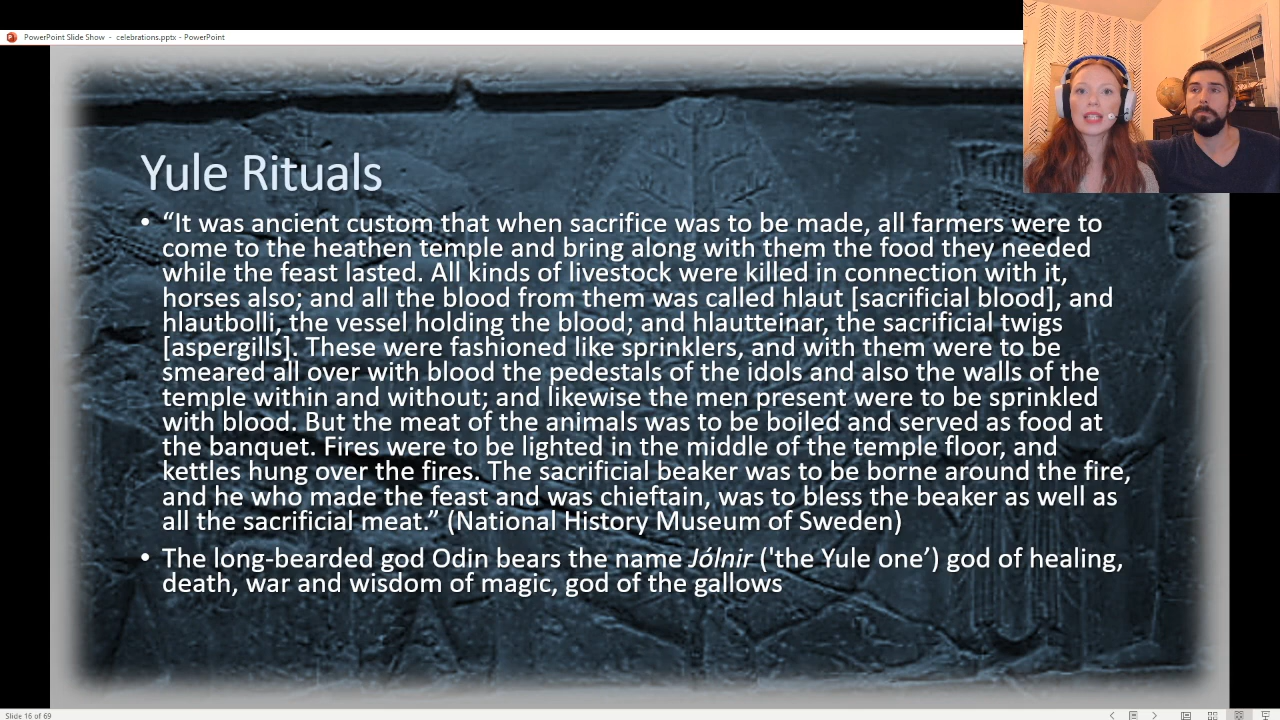 PowerPoint Slide Show - celebrations.pptx - PowerPoint
Yule Rituals
• “It was ancient custom that when sacrifice was to be made, all farmers were to
come to the heathen temple and bring along with them the food they needed
while the feast lasted. All kinds of livestock were killed in connection with it,
horses also; and all the blood from them was called hlaut [sacrificial blood], and
hlautbolli, the vessel holding the blood; and hlautteinar, the sacrificial twigs
[aspergills]. These were fashioned like sprinklers, and with them were to be
smeared all over with blood the pedestals of the idols and also the walls of the
temple within and without; and likewise the men present were to be sprinkled
with blood. But the meat of the animals was to be boiled and served as food at
the banquet. Fires were to be lighted in the middle of the temple floor, and
kettles hung over the fires. The sacrificial beaker was to be borne around the fire,
and he who made the feast and was chieftain, was to bless the beaker as well as
all the sacrificial meat.” (National History Museum of Sweden)
• The long-bearded god Odin bears the name Jólnir ('the Yule one’) god of healing,
death, war and wisdom of magic, god of the gallows
Slide 16 of 69